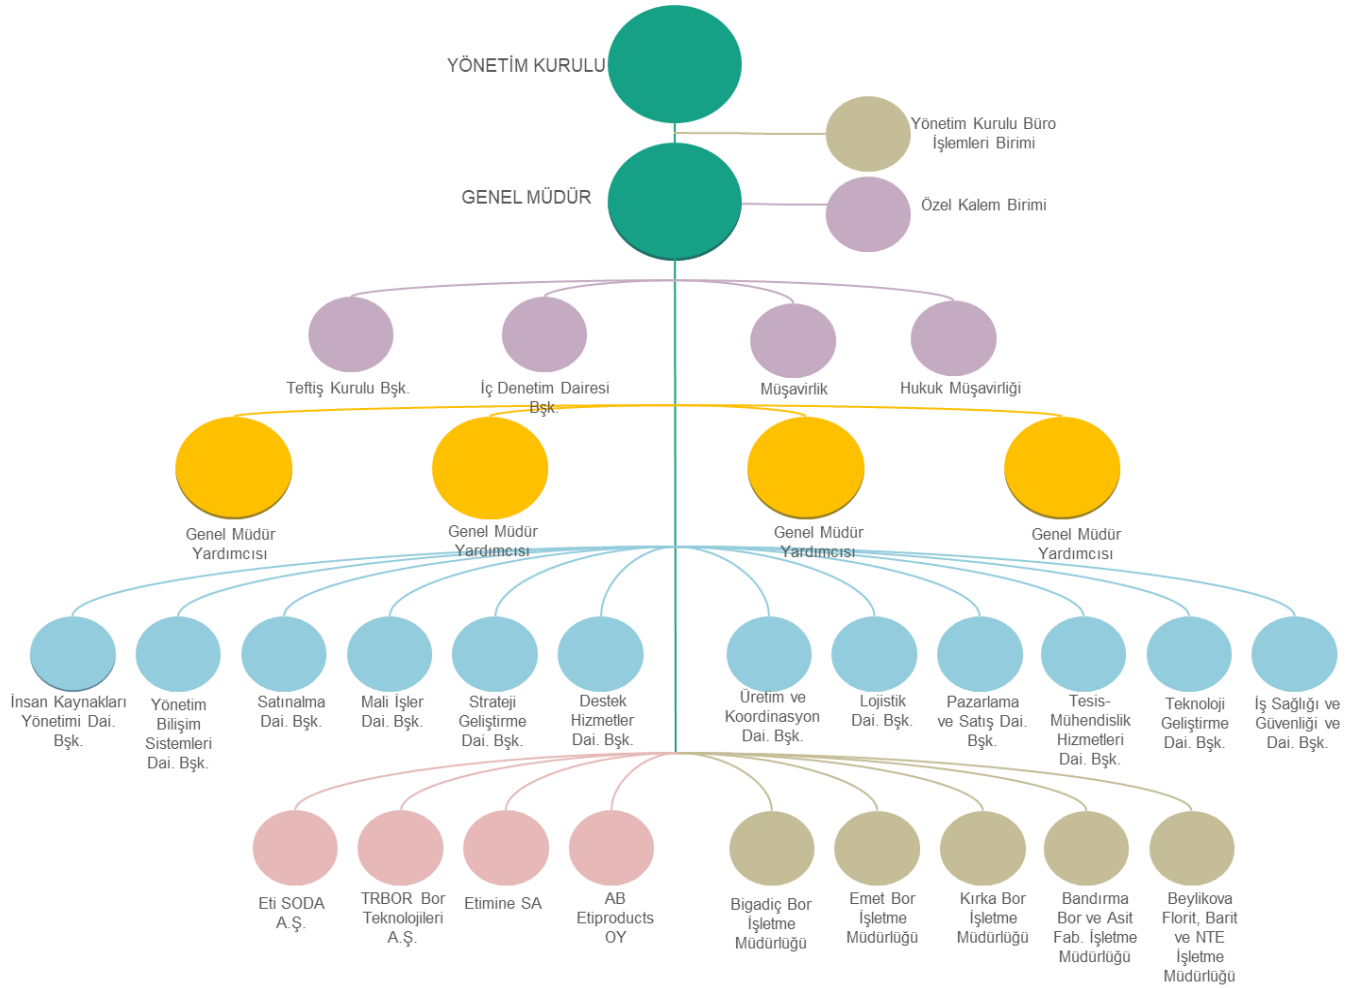 YÖNETİM KURULU
Yönetim Kurulu Büro
İşlemleri Birimi
GENEL MÜDÜR
Özel Kalem Birimi
Teftiş Kurulu Bşk.
İç Denetim Dairesi
Bşk.
Müşavirlik
Hukuk Müşavirliği
Genel Müdür
Yardımcısı
Genel Müdür
Yardımcısı
Genel Müdür
Yardımcısı
Genel Müdür
Yardımcısı
İnsan Kaynakları
Yönetimi Dai.
Bşk.
Yönetim
Bilişim
Sistemleri
Dai. Bşk.
Satınalma
Dai. Bşk.
Mali İşler
Dai. Bşk.
Strateji
Geliştirme
Dai. Bşk.
Destek
Hizmetler
Dai. Bşk.
Üretim ve
Koordinasyon
Dai. Bşk.
Lojistik
Dai. Bşk.
Pazarlama
ve Satış Dai.
Bşk.
Tesis-
Mühendislik
Hizmetleri
Dai. Bşk.
Teknoloji
Geliştirme
Dai. Bşk.
İş Sağlığı ve
Güvenliği ve
Dai. Bşk.
Eti SODA
A.Ş.
TRBOR Bor
Teknolojileri
A.Ş.
Etimine SA
AB
Etiproducts
OY
Bigadiç Bor
İşletme
Müdürlüğü
Emet Bor
İşletme
Müdürlüğü
Kırka Bor
İşletme
Müdürlüğü
Bandırma
Bor ve Asit
Fab. İşletme
Müdürlüğü
Beylikova
Florit, Barit
ve NTE
İşletme
Müdürlüğü